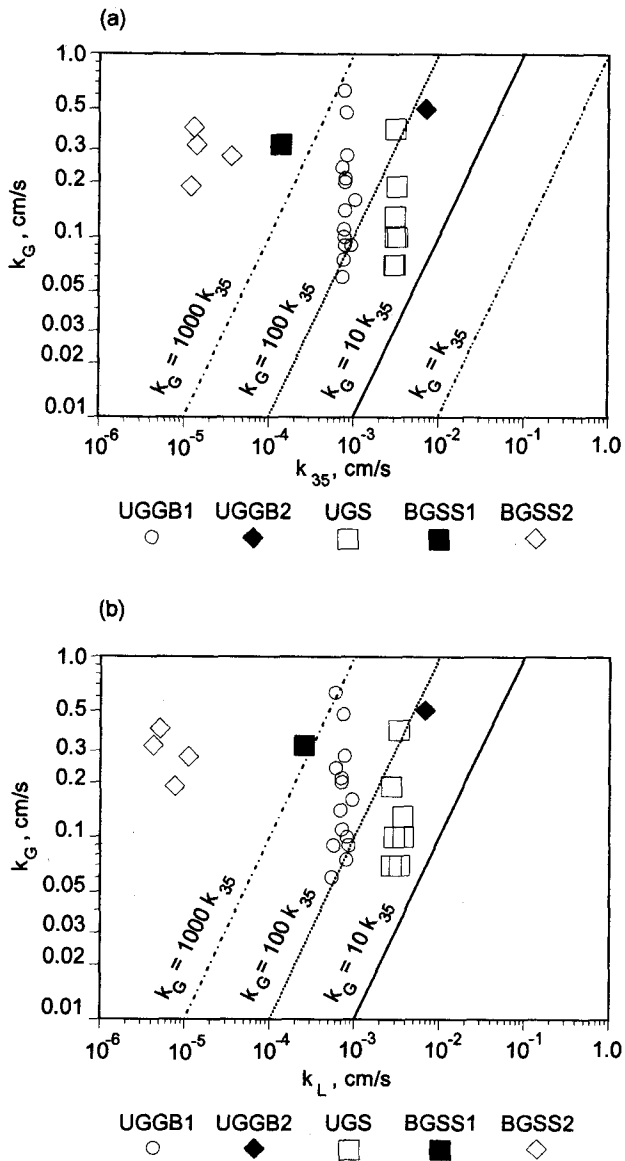 (a)
1.0
0.5
0.3
0.2
0.1
0.05
0.03
0.02
0.01
k_G , cm/s
k_G = 1000 k_35
k_G = 100 k_35
k_G = 10 k_35
k_G = k_35
10^-6 10^-5 10^-4 10^-3 10^-2 10^-1 1.0
k_35, cm/s
UGGB1 UGGB2 UGS BGSS1 BGSS2
(b)
1.0
0.5
0.3
0.2
0.1
0.05
0.03
0.02
0.01
k_G , cm/s
k_G = 1000 k_35
k_G = 100 k_35
k_G = 10 k_35
10^-6 10^-5 10^-4 10^-3 10^-2 10^-1 1.0
k_L, cm/s
UGGB1 UGGB2 UGS BGSS1 BGSS2